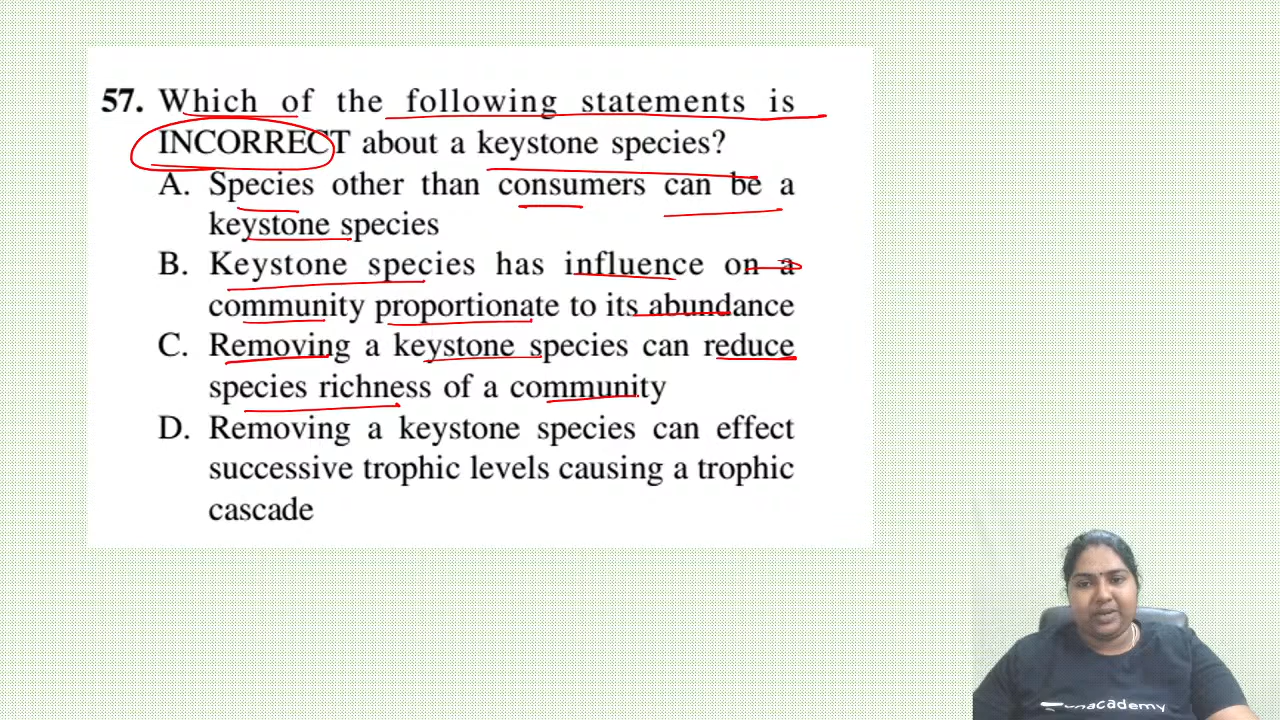 57. Which of the following statements is
INCORRECT about a keystone species?
A. Species other than consumers can be a
keystone species
B. Keystone species has influence on a
community proportionate to its abundance
C. Removing a keystone species can reduce
species richness of a community
D. Removing a keystone species can effect
successive trophic levels causing a trophic
cascade
unacademy